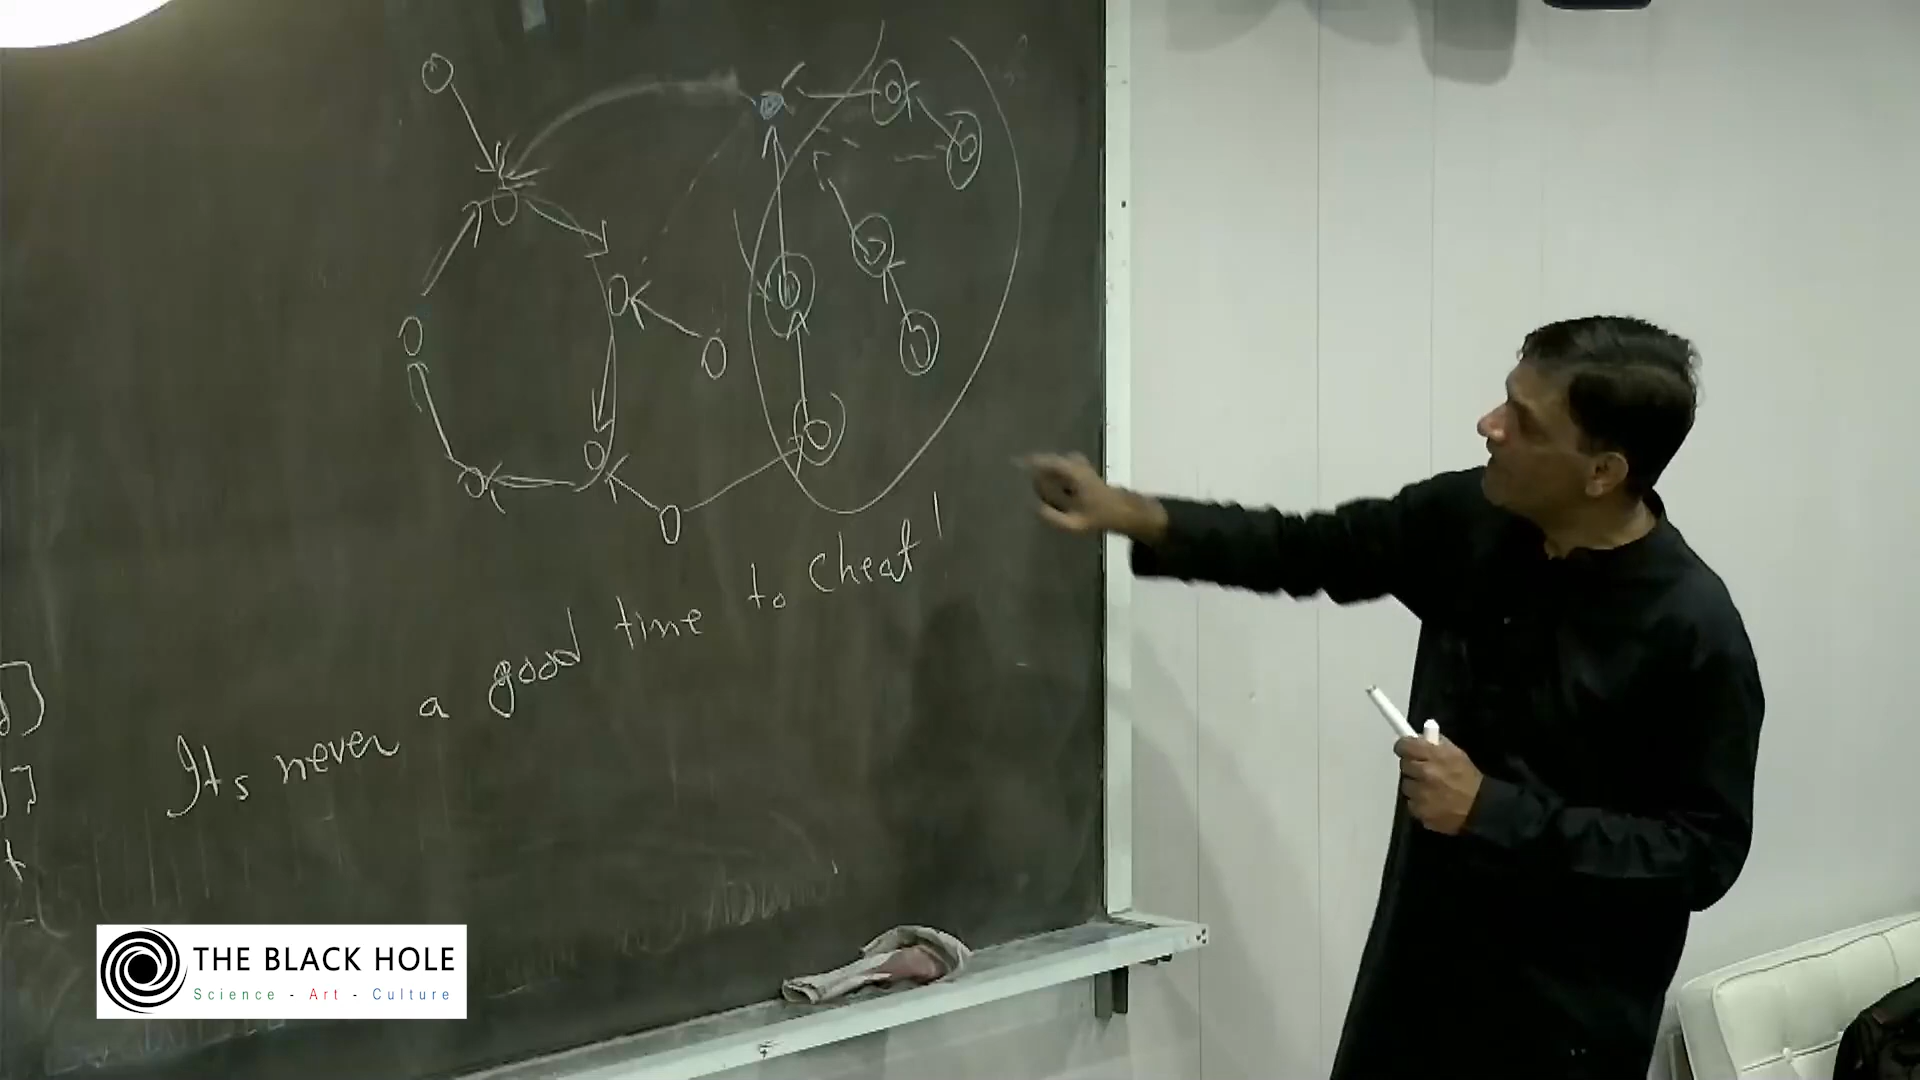 Its never a good time to cheat!
THE BLACK HOLE
Science - Art - Culture